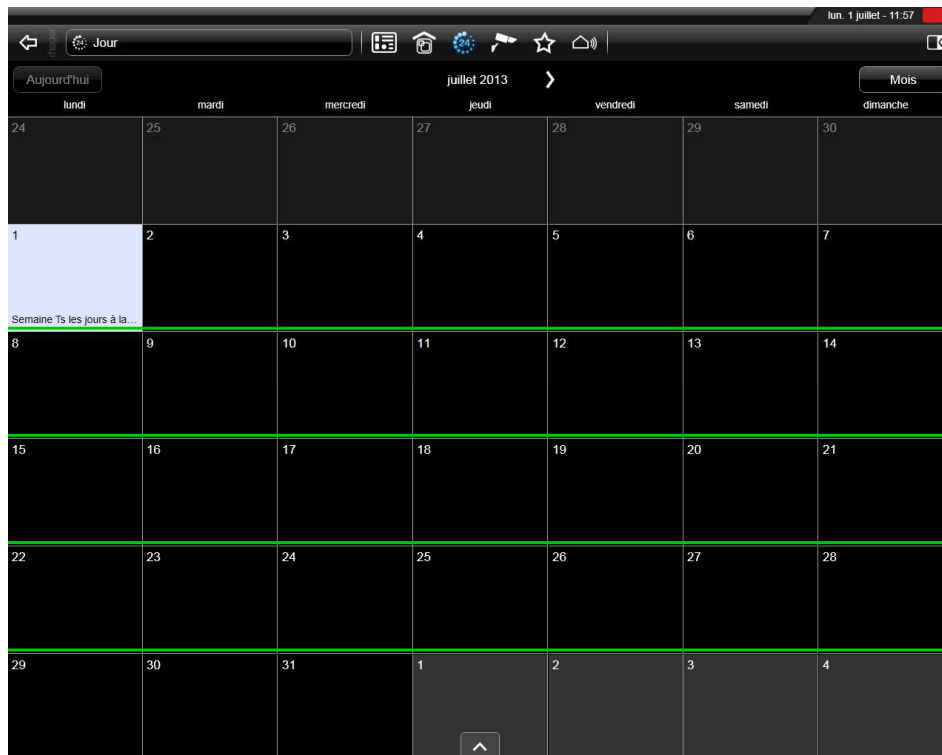 lun. 1 juillet - 11:57
24 Jour 24
Aujourd'hui juillet 2013 Mois
lundi mardi mercredi jeudi vendredi samedi dimanche
24 25 26 27 28 29 30
1 2 3 4 5 6 7
Semaine Ts les jours à la...
8 9 10 11 12 13 14
15 16 17 18 19 20 21
22 23 24 25 26 27 28
29 30 31 1 2 3 4